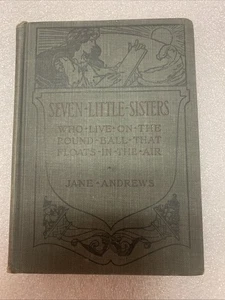 SEVEN·LITTLE·SISTERS
WHO·LIVE·ON·THE
ROUND·BALL·THAT
FLOATS·IN·THE·AIR
JANE·ANDREWS